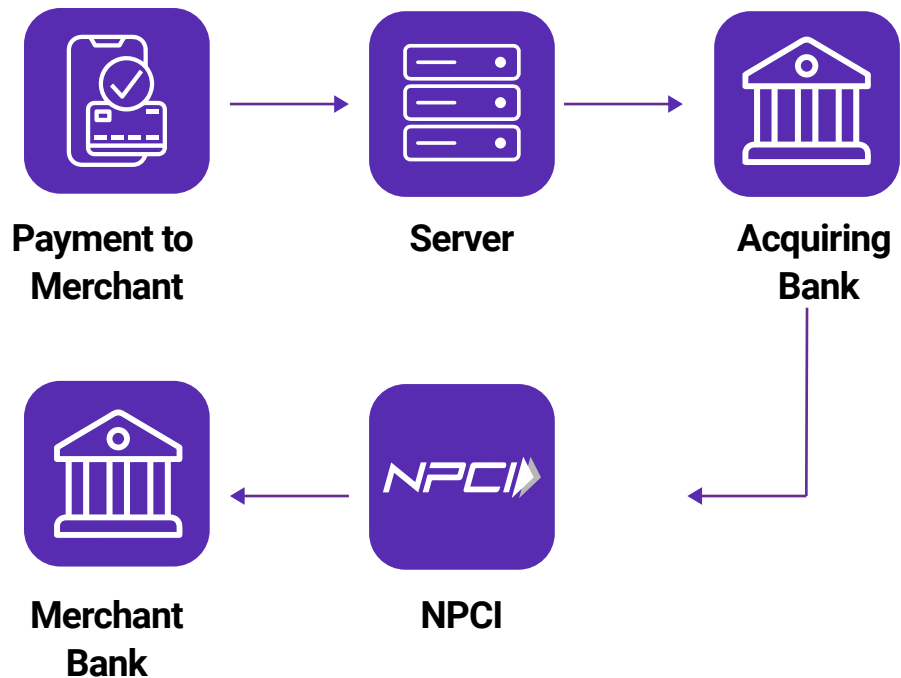 Payment to
Merchant
Server
Acquiring
Bank
NPCI
Merchant
Bank
NPCI